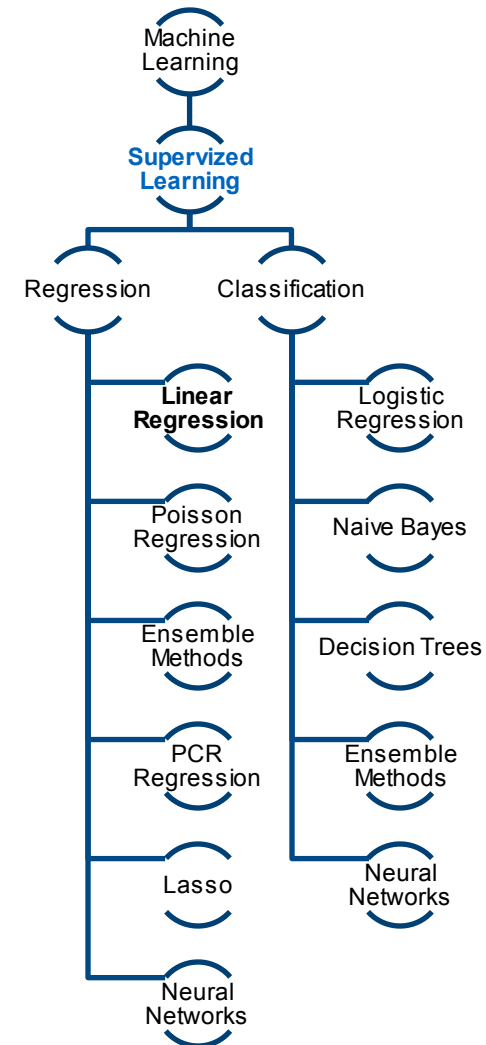 Machine
Learning
Supervized
Learning
Regression
Classification
Linear
Regression
Poisson
Regression
Ensemble
Methods
PCR
Regression
Lasso
Neural
Networks
Logistic
Regression
Naive Bayes
Decision Trees
Ensemble
Methods
Neural
Networks